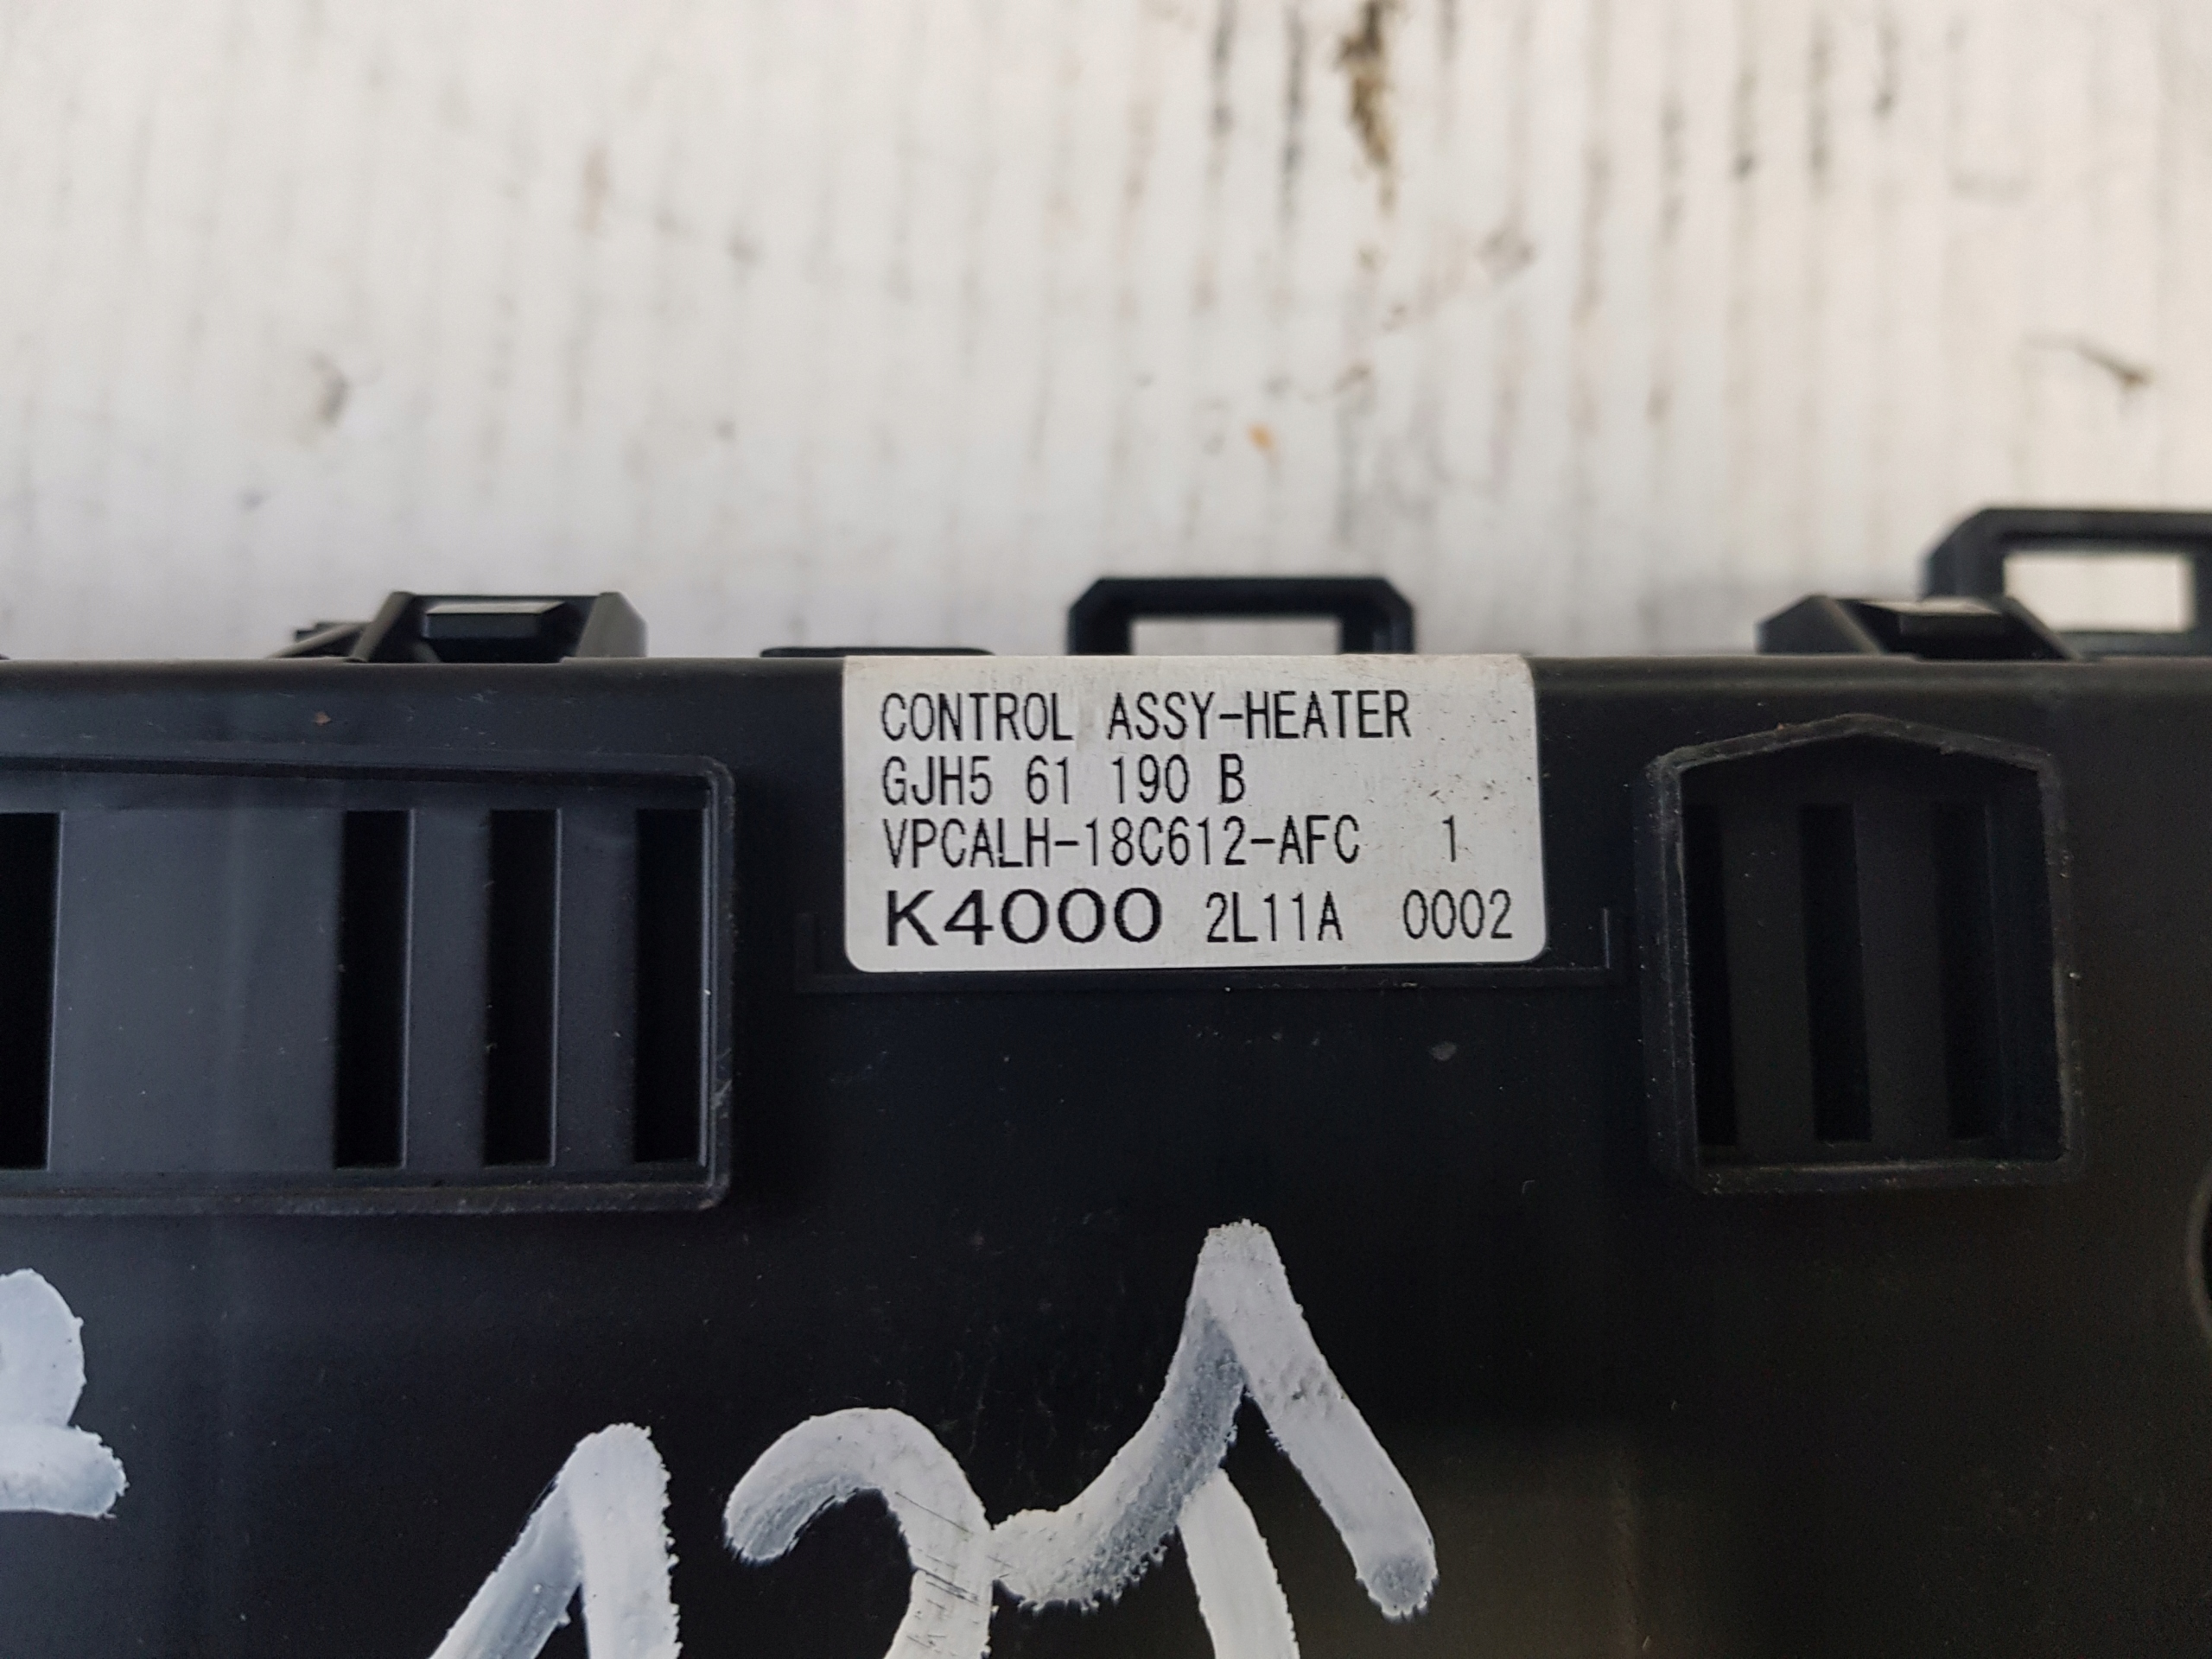 CONTROL ASSY-HEATER
GJH5 61 190 B
VPCALH-18C612-AFC 1
K4000 2L11A 0002